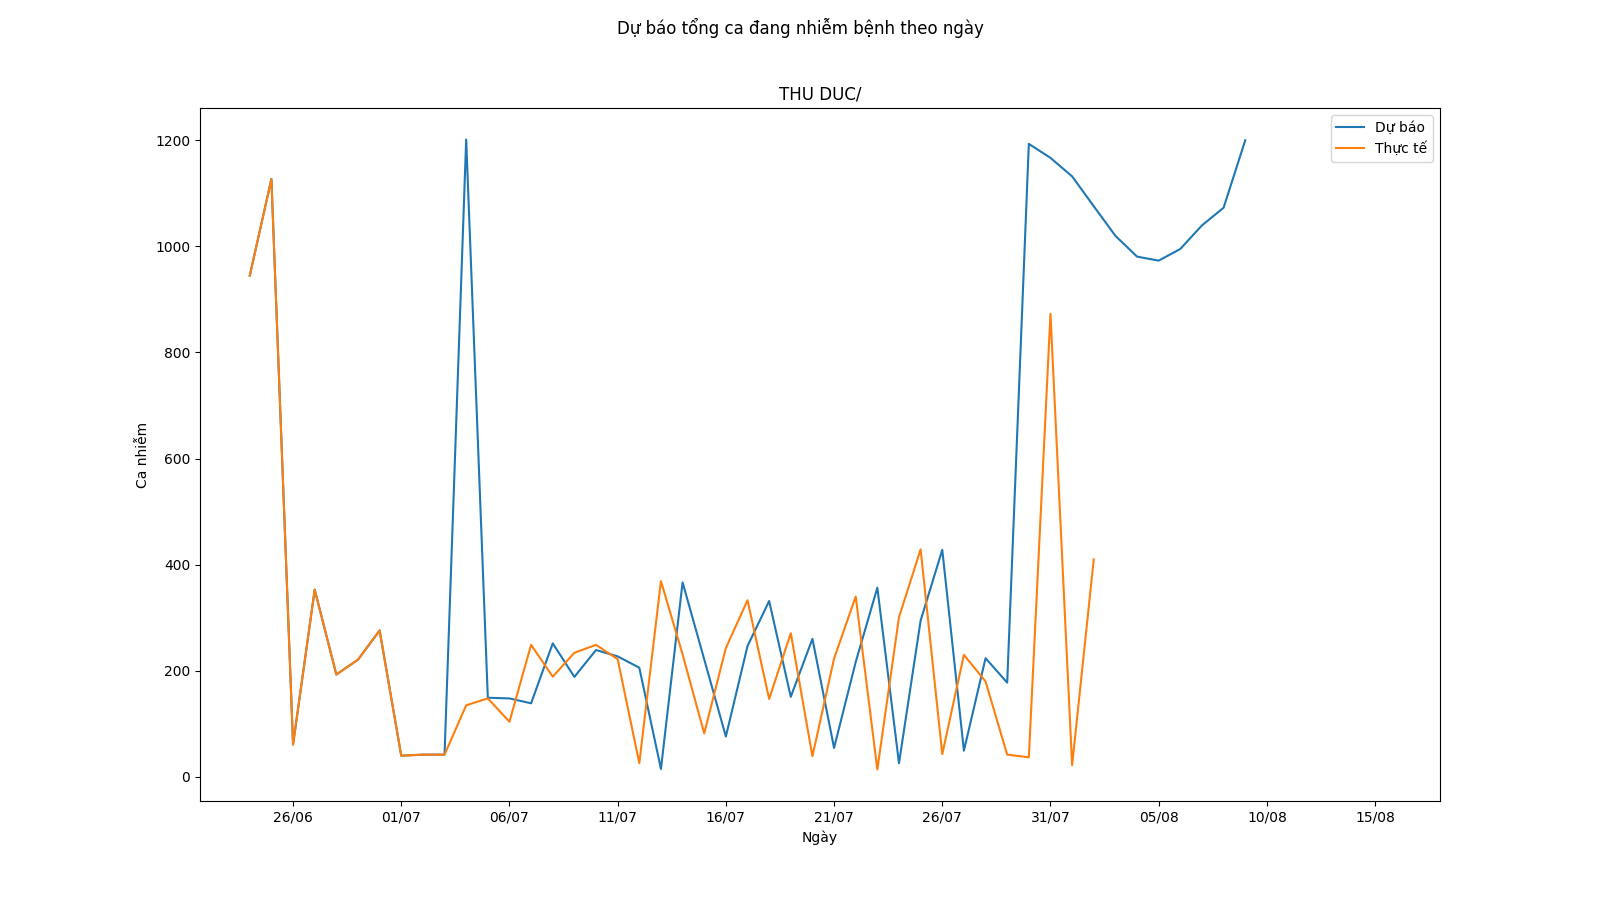 Dự báo tổng ca đang nhiễm bệnh theo ngày
THU DUC/
Dự báo
Thực tế
1200
1000
800
600
400
200
0
Ca nhiễm
26/06 01/07 06/07 11/07 16/07 21/07 26/07 31/07 05/08 10/08 15/08
Ngày